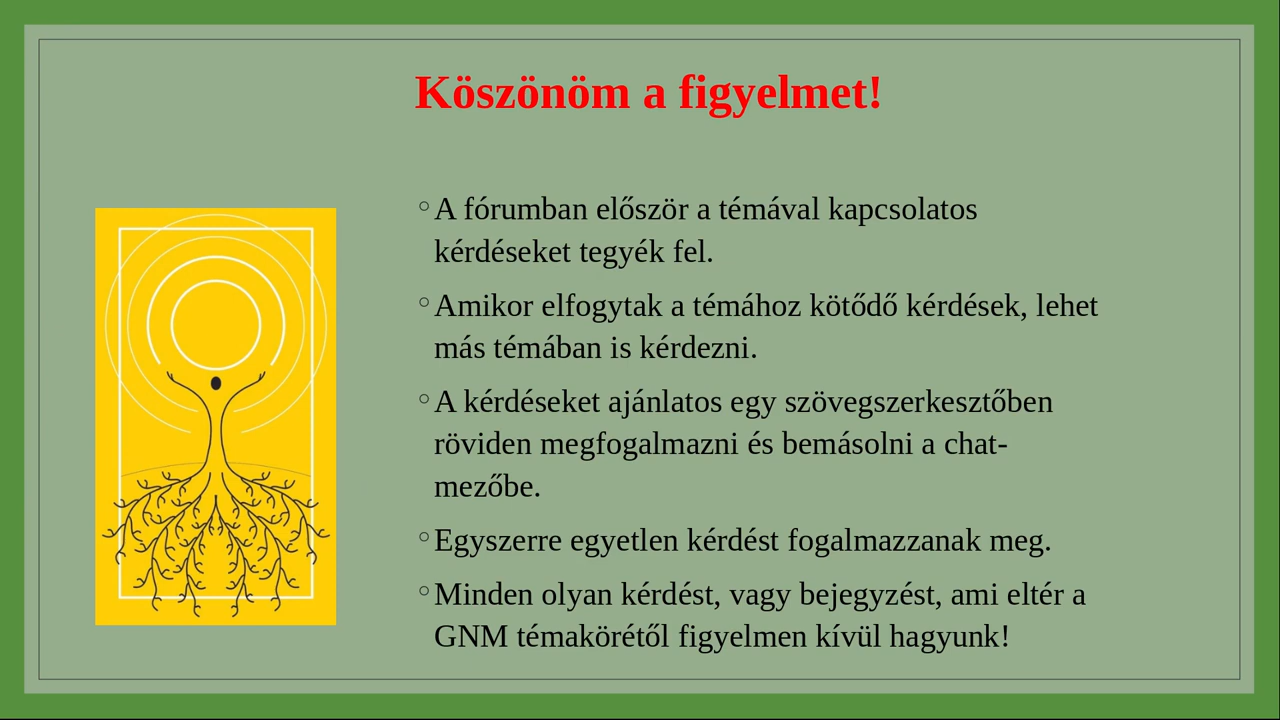 Köszönöm a figyelmet!
A fórumban először a témával kapcsolatos
kérdéseket tegyék fel.
Amikor elfogytak a témához kötődő kérdések, lehet
más témában is kérdezni.
A kérdéseket ajánlatos egy szövegszerkesztőben
röviden megfogalmazni és bemásolni a chat-
mezőbe.
Egyszerre egyetlen kérdést fogalmazzanak meg.
Minden olyan kérdést, vagy bejegyzést, ami eltér a
GNM témakörétől figyelmen kívül hagyunk!